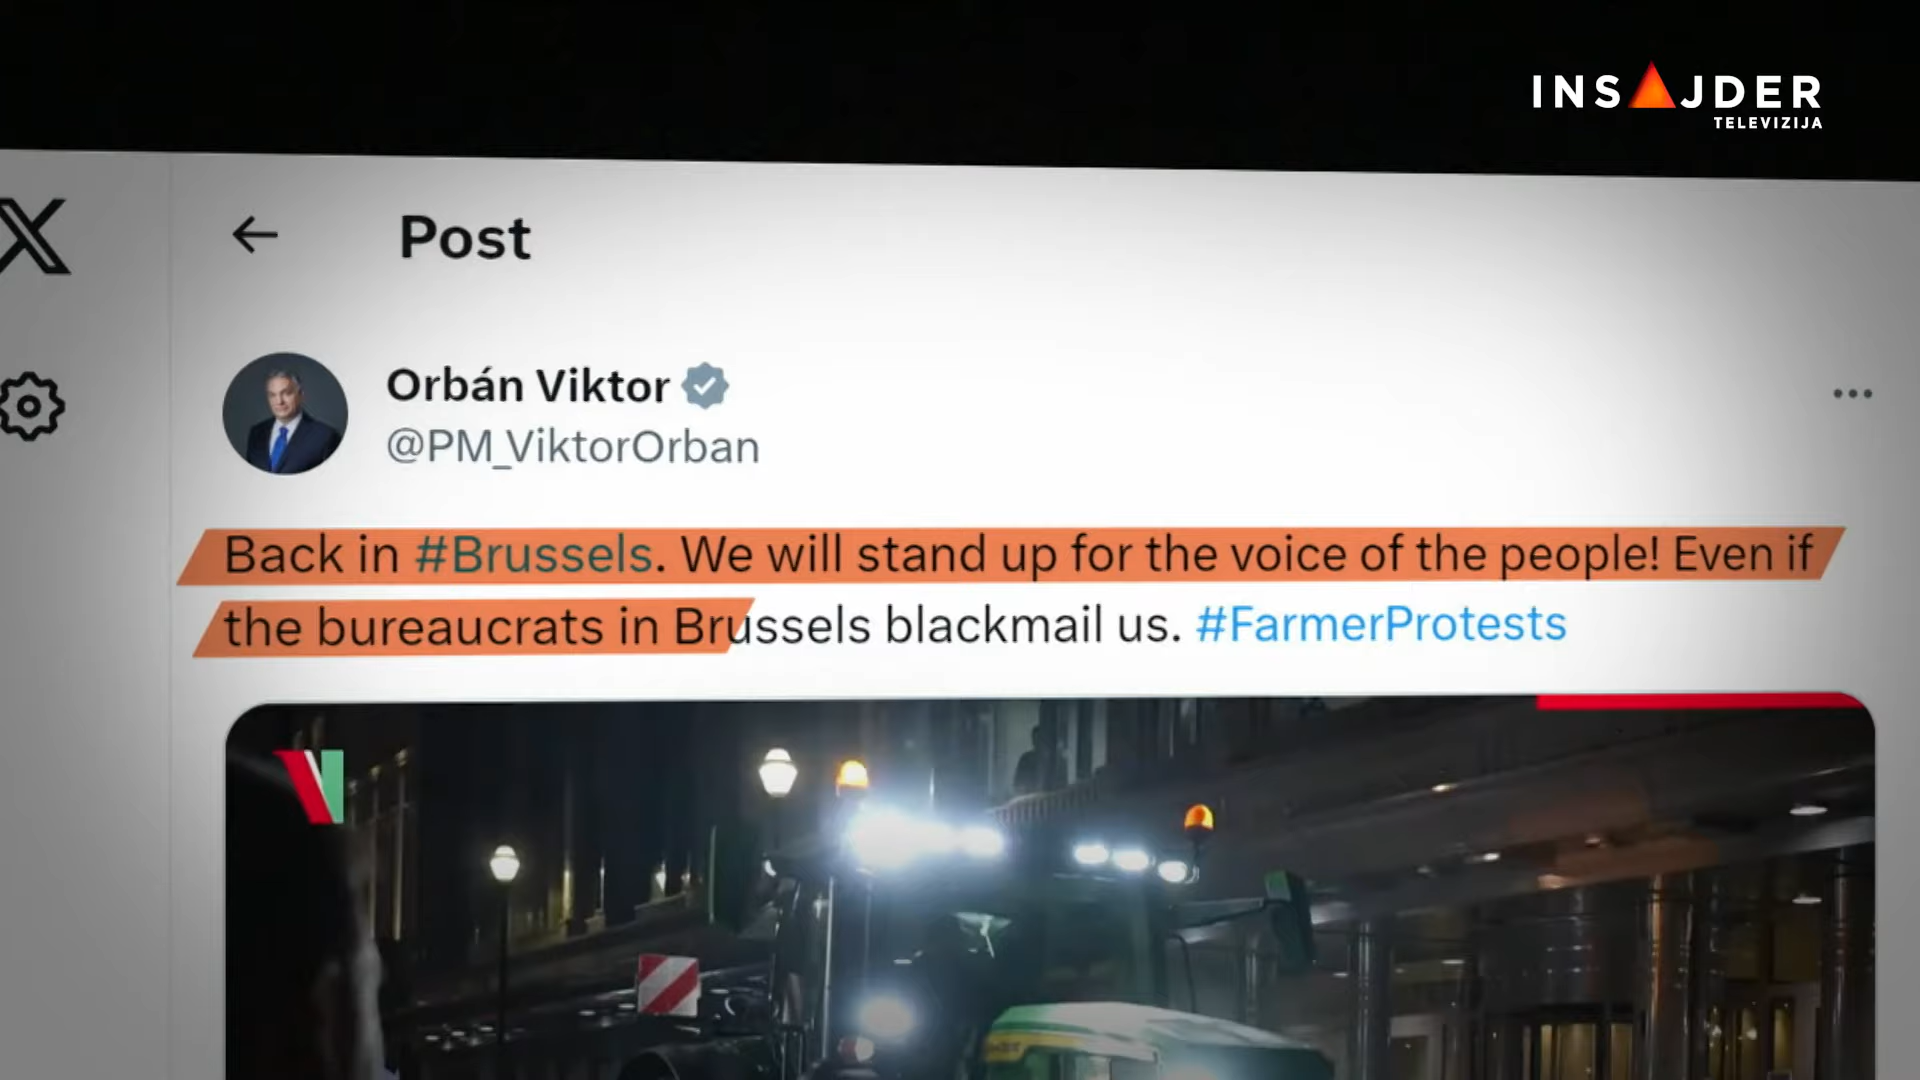 INSAJDER
TELEVIZIJA
Post
Orbán Viktor
@PM_ViktorOrban
Back in #Brussels. We will stand up for the voice of the people! Even if
the bureaucrats in Brussels blackmail us. #FarmerProtests